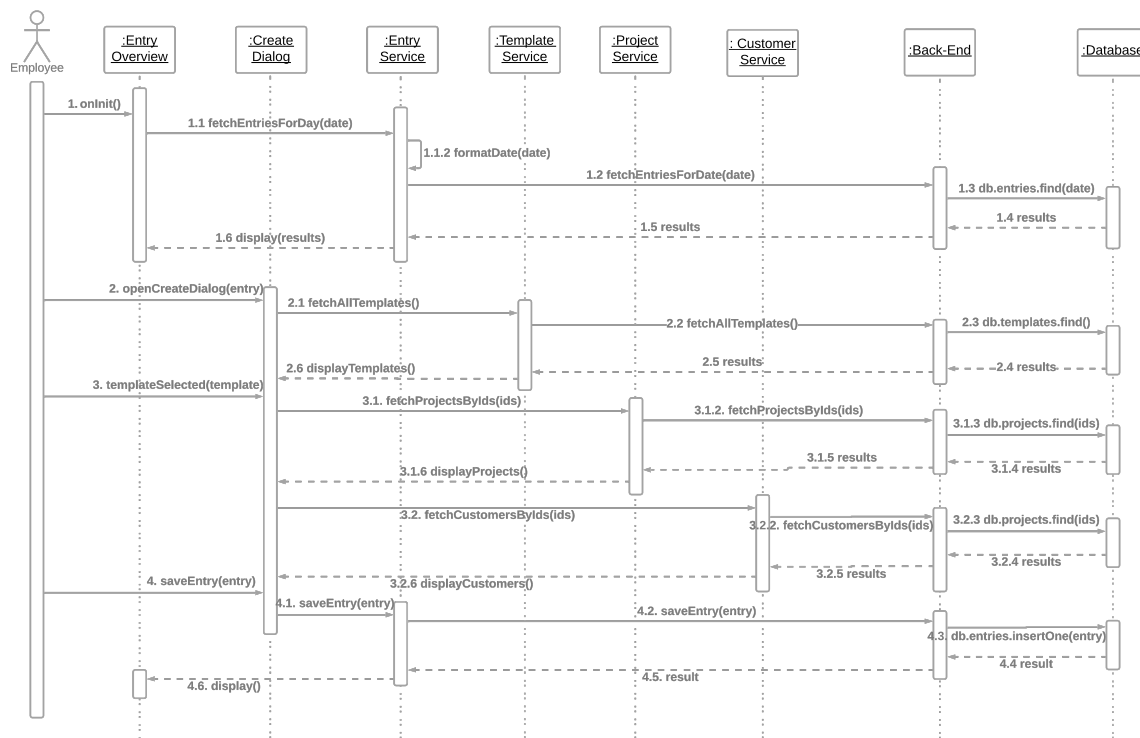 Employee
:Entry
Overview
:Create
Dialog
:Entry
Service
:Template
Service
:Project
Service
: Customer
Service
:Back-End
:Database
1. onInit()
1.1 fetchEntriesForDay(date)
1.1.2 formatDate(date)
1.2 fetchEntriesForDate(date)
1.3 db.entries.find(date)
1.4 results
1.5 results
1.6 display(results)
2. openCreateDialog(entry)
2.1 fetchAllTemplates()
2.2 fetchAllTemplates()
2.3 db.templates.find()
2.4 results
2.5 results
2.6 displayTemplates()
3. templateSelected(template)
3.1. fetchProjectsByIds(ids)
3.1.2. fetchProjectsByIds(ids)
3.1.3 db.projects.find(ids)
3.1.4 results
3.1.5 results
3.1.6 displayProjects()
3.2. fetchCustomersByIds(ids)
3.2.2. fetchCustomersByIds(ids)
3.2.3 db.projects.find(ids)
3.2.4 results
3.2.5 results
3.2.6 displayCustomers()
4. saveEntry(entry)
4.1. saveEntry(entry)
4.2. saveEntry(entry)
4.3. db.entries.insertOne(entry)
4.4 result
4.5. result
4.6. display()